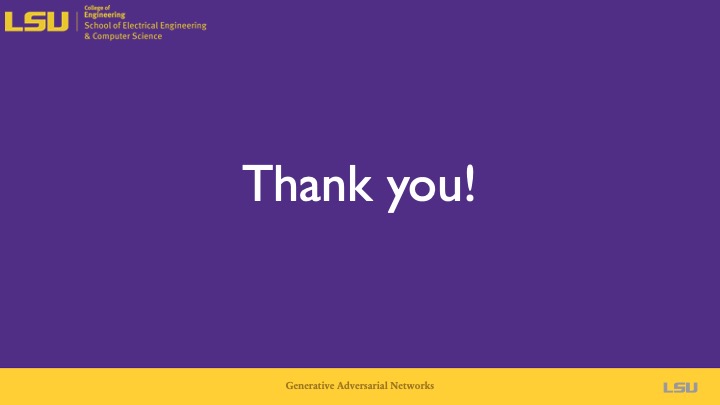 LSU
College of
Engineering
School of Electrical Engineering
& Computer Science
Thank you!
Generative Adversarial Networks
LSU